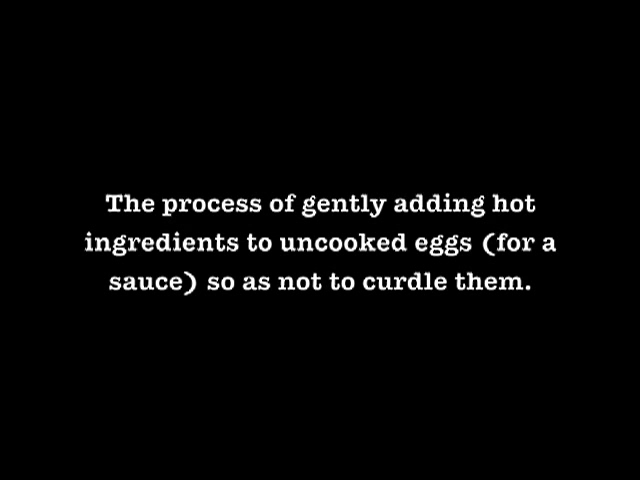 The process of gently adding hot
ingredients to uncooked eggs (for a
sauce) so as not to curdle them.